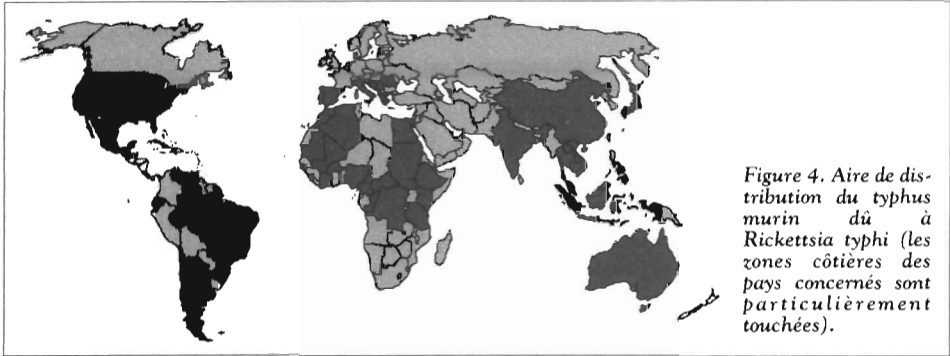 Figure 4. Aire de dis-
tribution du typhus
murin dû à
Rickettsia typhi (les
zones côtières des
pays concernés sont
particulièrement
touchées).